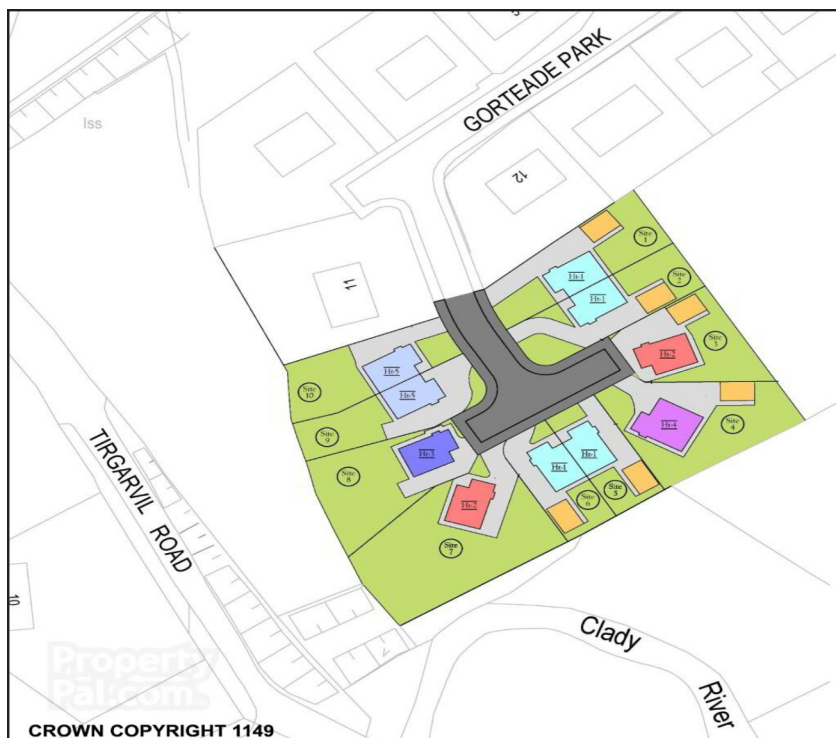 GORTEADE PARK
Iss
12
11
Site
1
Site
2
Site
3
Site
4
Site
5
Site
6
Site
7
Site
8
Site
9
Site
10
Ht-1
Ht-1
Ht-2
Ht-4
Ht-1
Ht-1
Ht-2
Ht-3
Ht-5
Ht-5
TIRGARVIL ROAD
10
Clady
River
Property
Pal.com
CROWN COPYRIGHT 1149